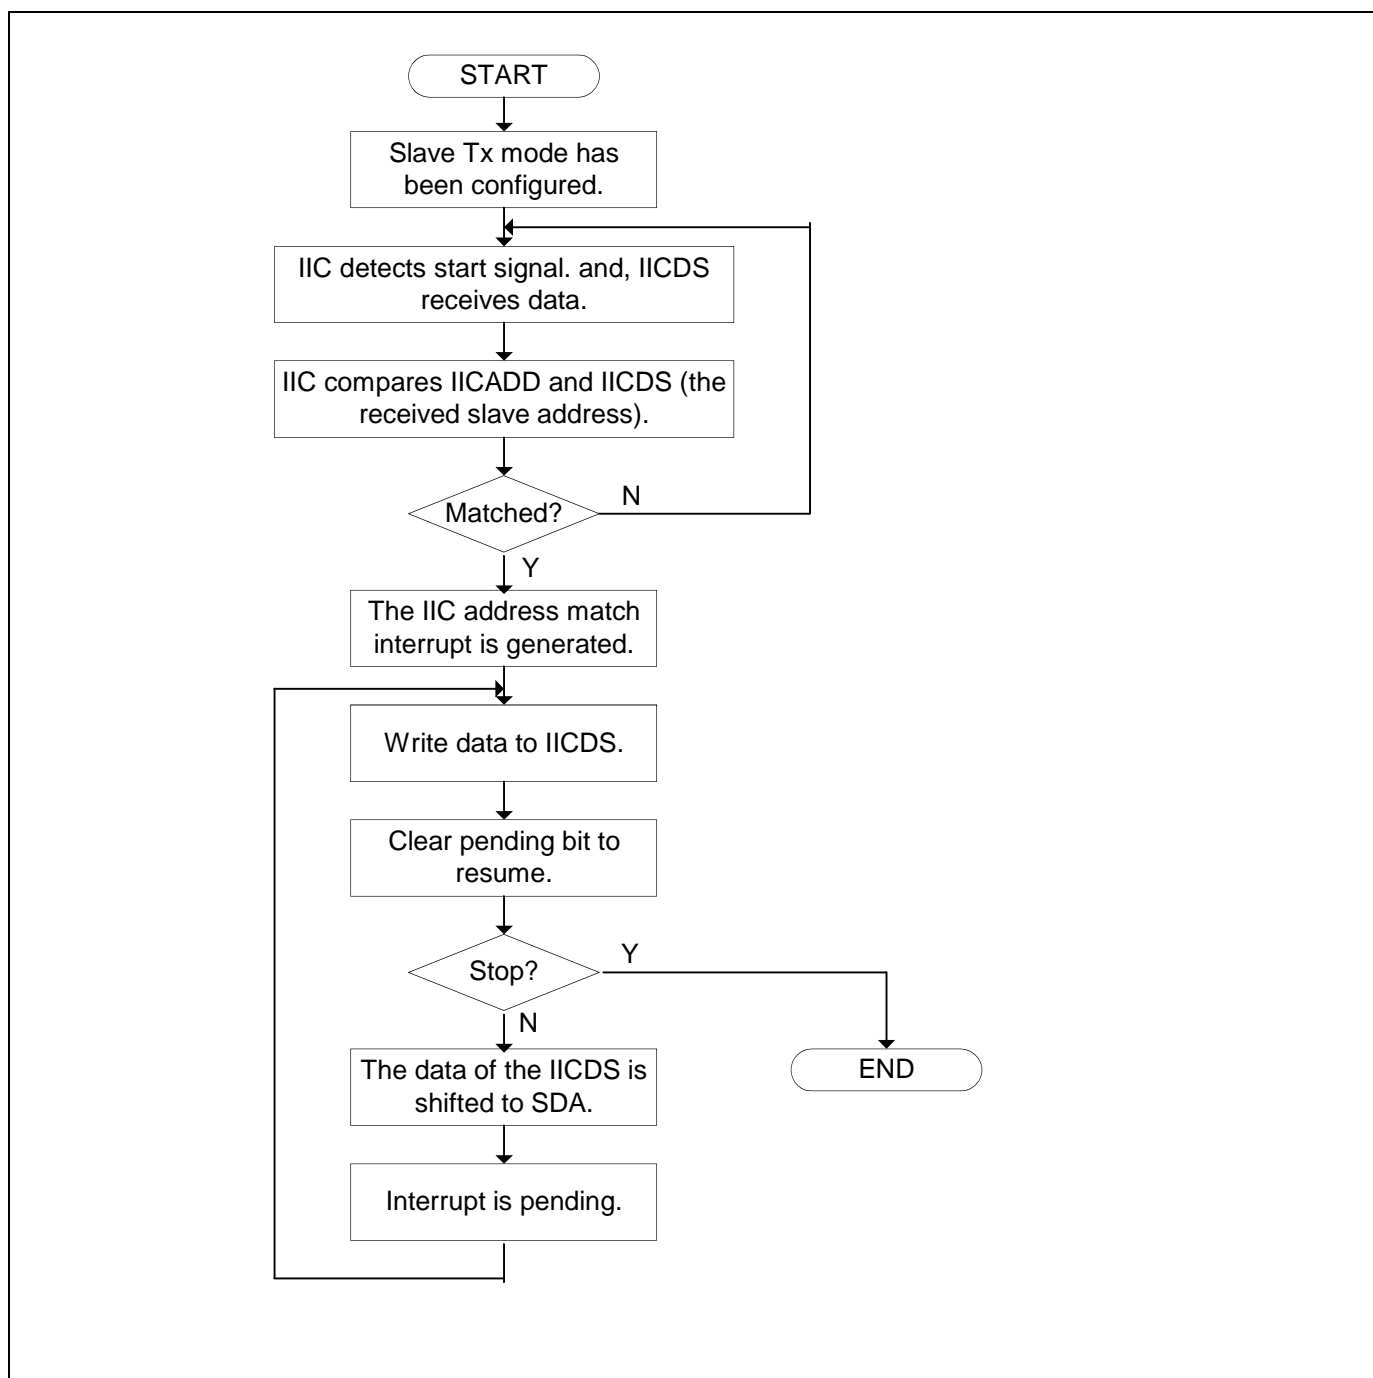 START
Slave Tx mode has
been configured.
IIC detects start signal. and, IICDS
receives data.
IIC compares IICADD and IICDS (the
received slave address).
Matched?
N
Y
The IIC address match
interrupt is generated.
Write data to IICDS.
Clear pending bit to
resume.
Stop?
Y
N
The data of the IICDS is
shifted to SDA.
END
Interrupt is pending.